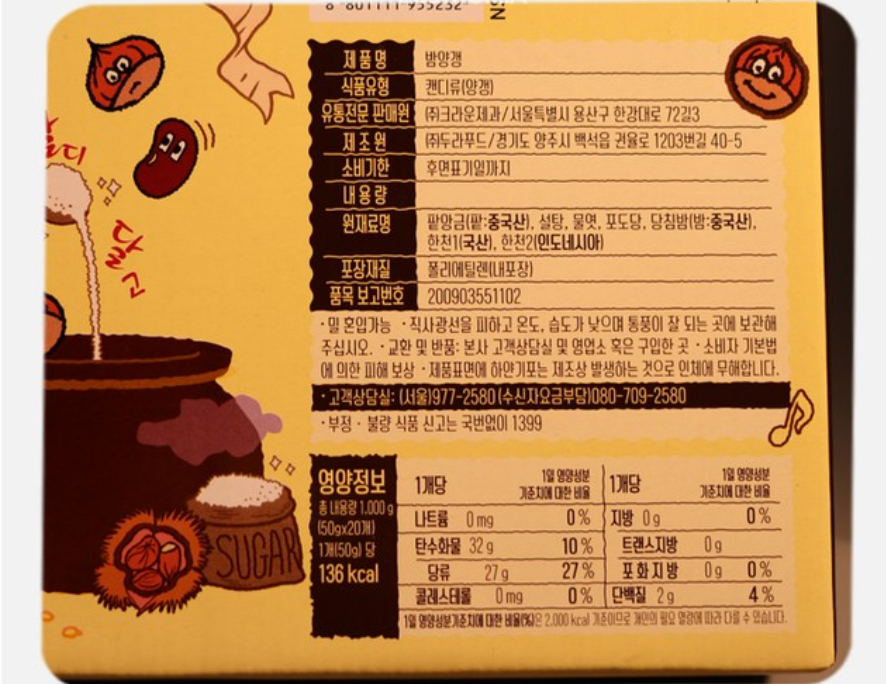 8 801111 955232
제품명 밤양갱
식품유형 캔디류(양갱)
유통전문 판매원 (주)크라운제과/서울특별시 용산구 한강대로 72길3
제조원 (주)두라푸드/경기도 양주시 백석읍 권율로 1203번길 40-5
소비기한 후면표기일까지
내용량
원재료명 팥앙금(팥:중국산), 설탕, 물엿, 포도당, 당침밤(밤:중국산),
한천1(국산), 한천2(인도네시아)
포장재질 폴리에틸렌(내포장)
품목 보고번호 200903551102
·밀 혼입가능 ·직사광선을 피하고 온도, 습도가 낮으며 통풍이 잘 되는 곳에 보관해
주십시오. ·교환 및 반품: 본사 고객상담실 및 영업소 혹은 구입한 곳 ·소비자 기본법
에 의한 피해 보상 ·제품표면에 하얀기포는 제조상 발생하는 것으로 인체에 무해합니다.
·고객상담실: (서울)977-2580 (수신자요금부담)080-709-2580
·부정·불량 식품 신고는 국번없이 1399
달고
SUGAR
영양정보
총 내용량 1,000 g
(50gx20개)
1개(50g) 당
136 kcal
1개당 1일 영양성분 기준치에 대한 비율 1개당 1일 영양성분 기준치에 대한 비율
나트륨 0 mg 0 % 지방 0 g 0 %
탄수화물 32 g 10 % 트랜스지방 0 g
당류 27 g 27 % 포화지방 0 g 0 %
콜레스테롤 0 mg 0 % 단백질 2 g 4 %
1일 영양성분기준치에 대한 비율(%)은 2,000 kcal 기준이므로 개인의 필요 열량에 따라 다를 수 있습니다.